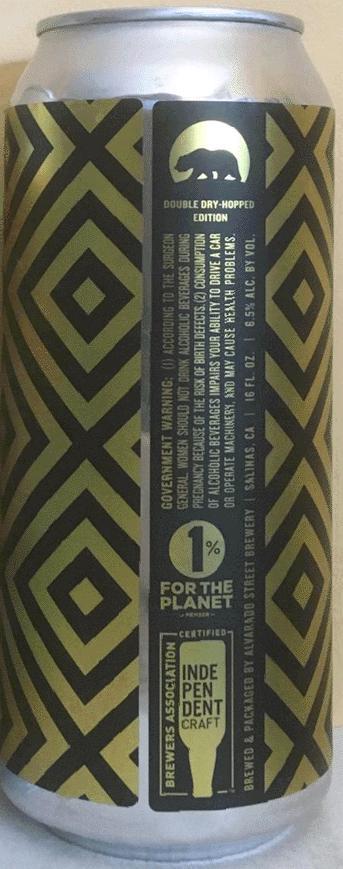 DOUBLE DRY-HOPPED
EDITION
GOVERNMENT WARNING: (1) ACCORDING TO THE SURGEON
GENERAL, WOMEN SHOULD NOT DRINK ALCOHOLIC BEVERAGES DURING
PREGNANCY BECAUSE OF THE RISK OF BIRTH DEFECTS. (2) CONSUMPTION
OF ALCOHOLIC BEVERAGES IMPAIRS YOUR ABILITY TO DRIVE A CAR
OR OPERATE MACHINERY, AND MAY CAUSE HEALTH PROBLEMS.
BREWED & PACKAGED BY ALVARADO STREET BREWERY | SALINAS, CA | 16 FL. OZ. | 6.5% ALC. BY VOL.
1%
FOR THE
PLANET
MEMBER
CERTIFIED
BREWERS ASSOCIATION
INDE
PEN
DENT
CRAFT